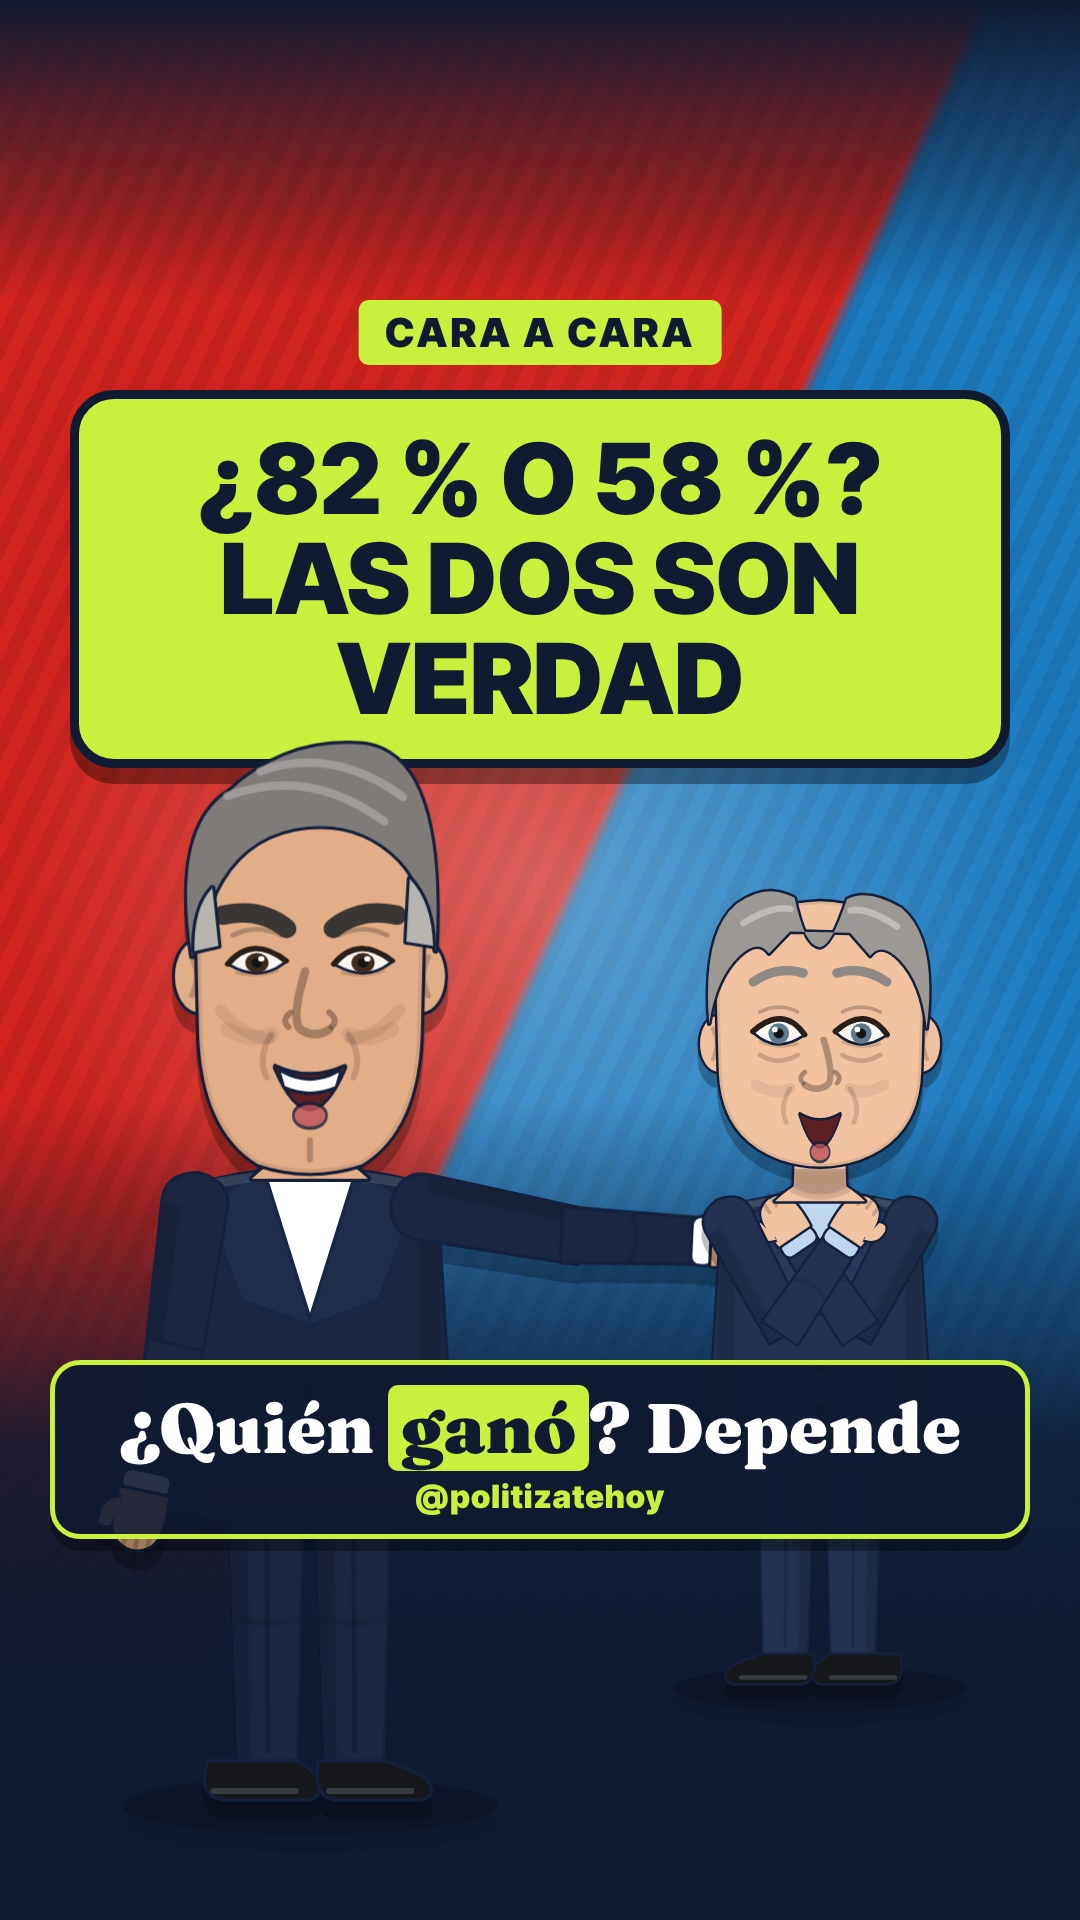 CARA A CARA
¿82 % O 58 %?
LAS DOS SON
VERDAD
¿Quién ganó? Depende
@politizatehoy